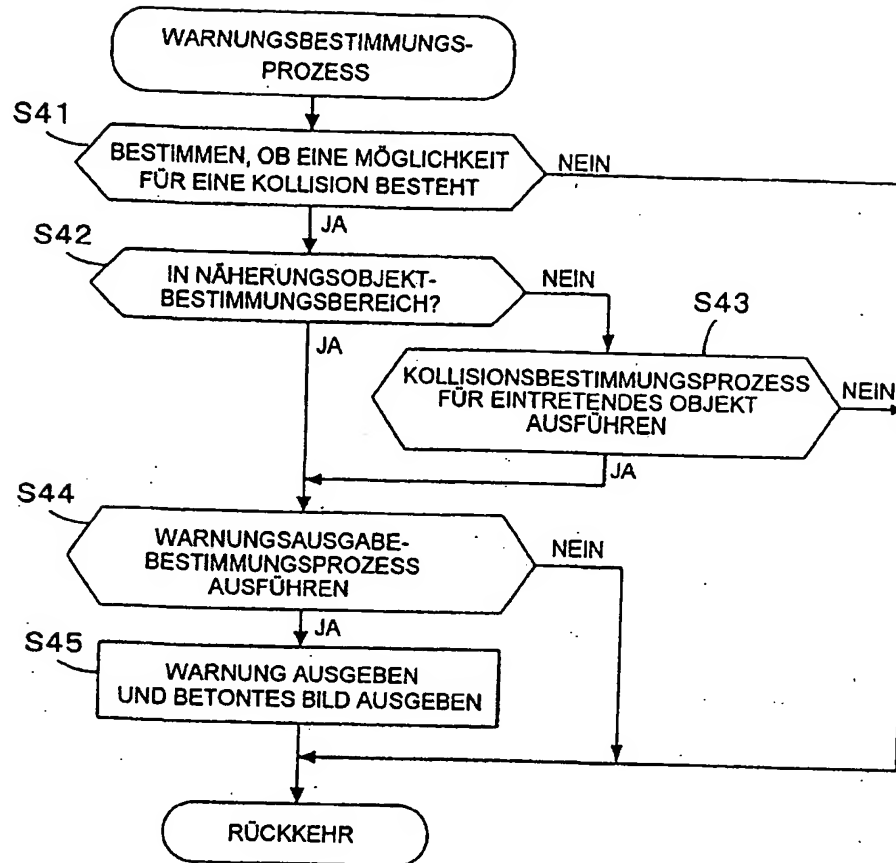 WARNUNGSBESTIMMUNGS-
PROZESS
S41
BESTIMMEN, OB EINE MÖGLICHKEIT
FÜR EINE KOLLISION BESTEHT
NEIN
JA
S42
IN NÄHERUNGSOBJEKT-
BESTIMMUNGSBEREICH?
NEIN
JA
S43
KOLLISIONSBESTIMMUNGSPROZESS
FÜR EINTRETENDES OBJEKT
AUSFÜHREN
NEIN
JA
S44
WARNUNGSAUSGABE-
BESTIMMUNGSPROZESS
AUSFÜHREN
NEIN
JA
S45
WARNUNG AUSGEBEN
UND BETONTES BILD AUSGEBEN
RÜCKKEHR